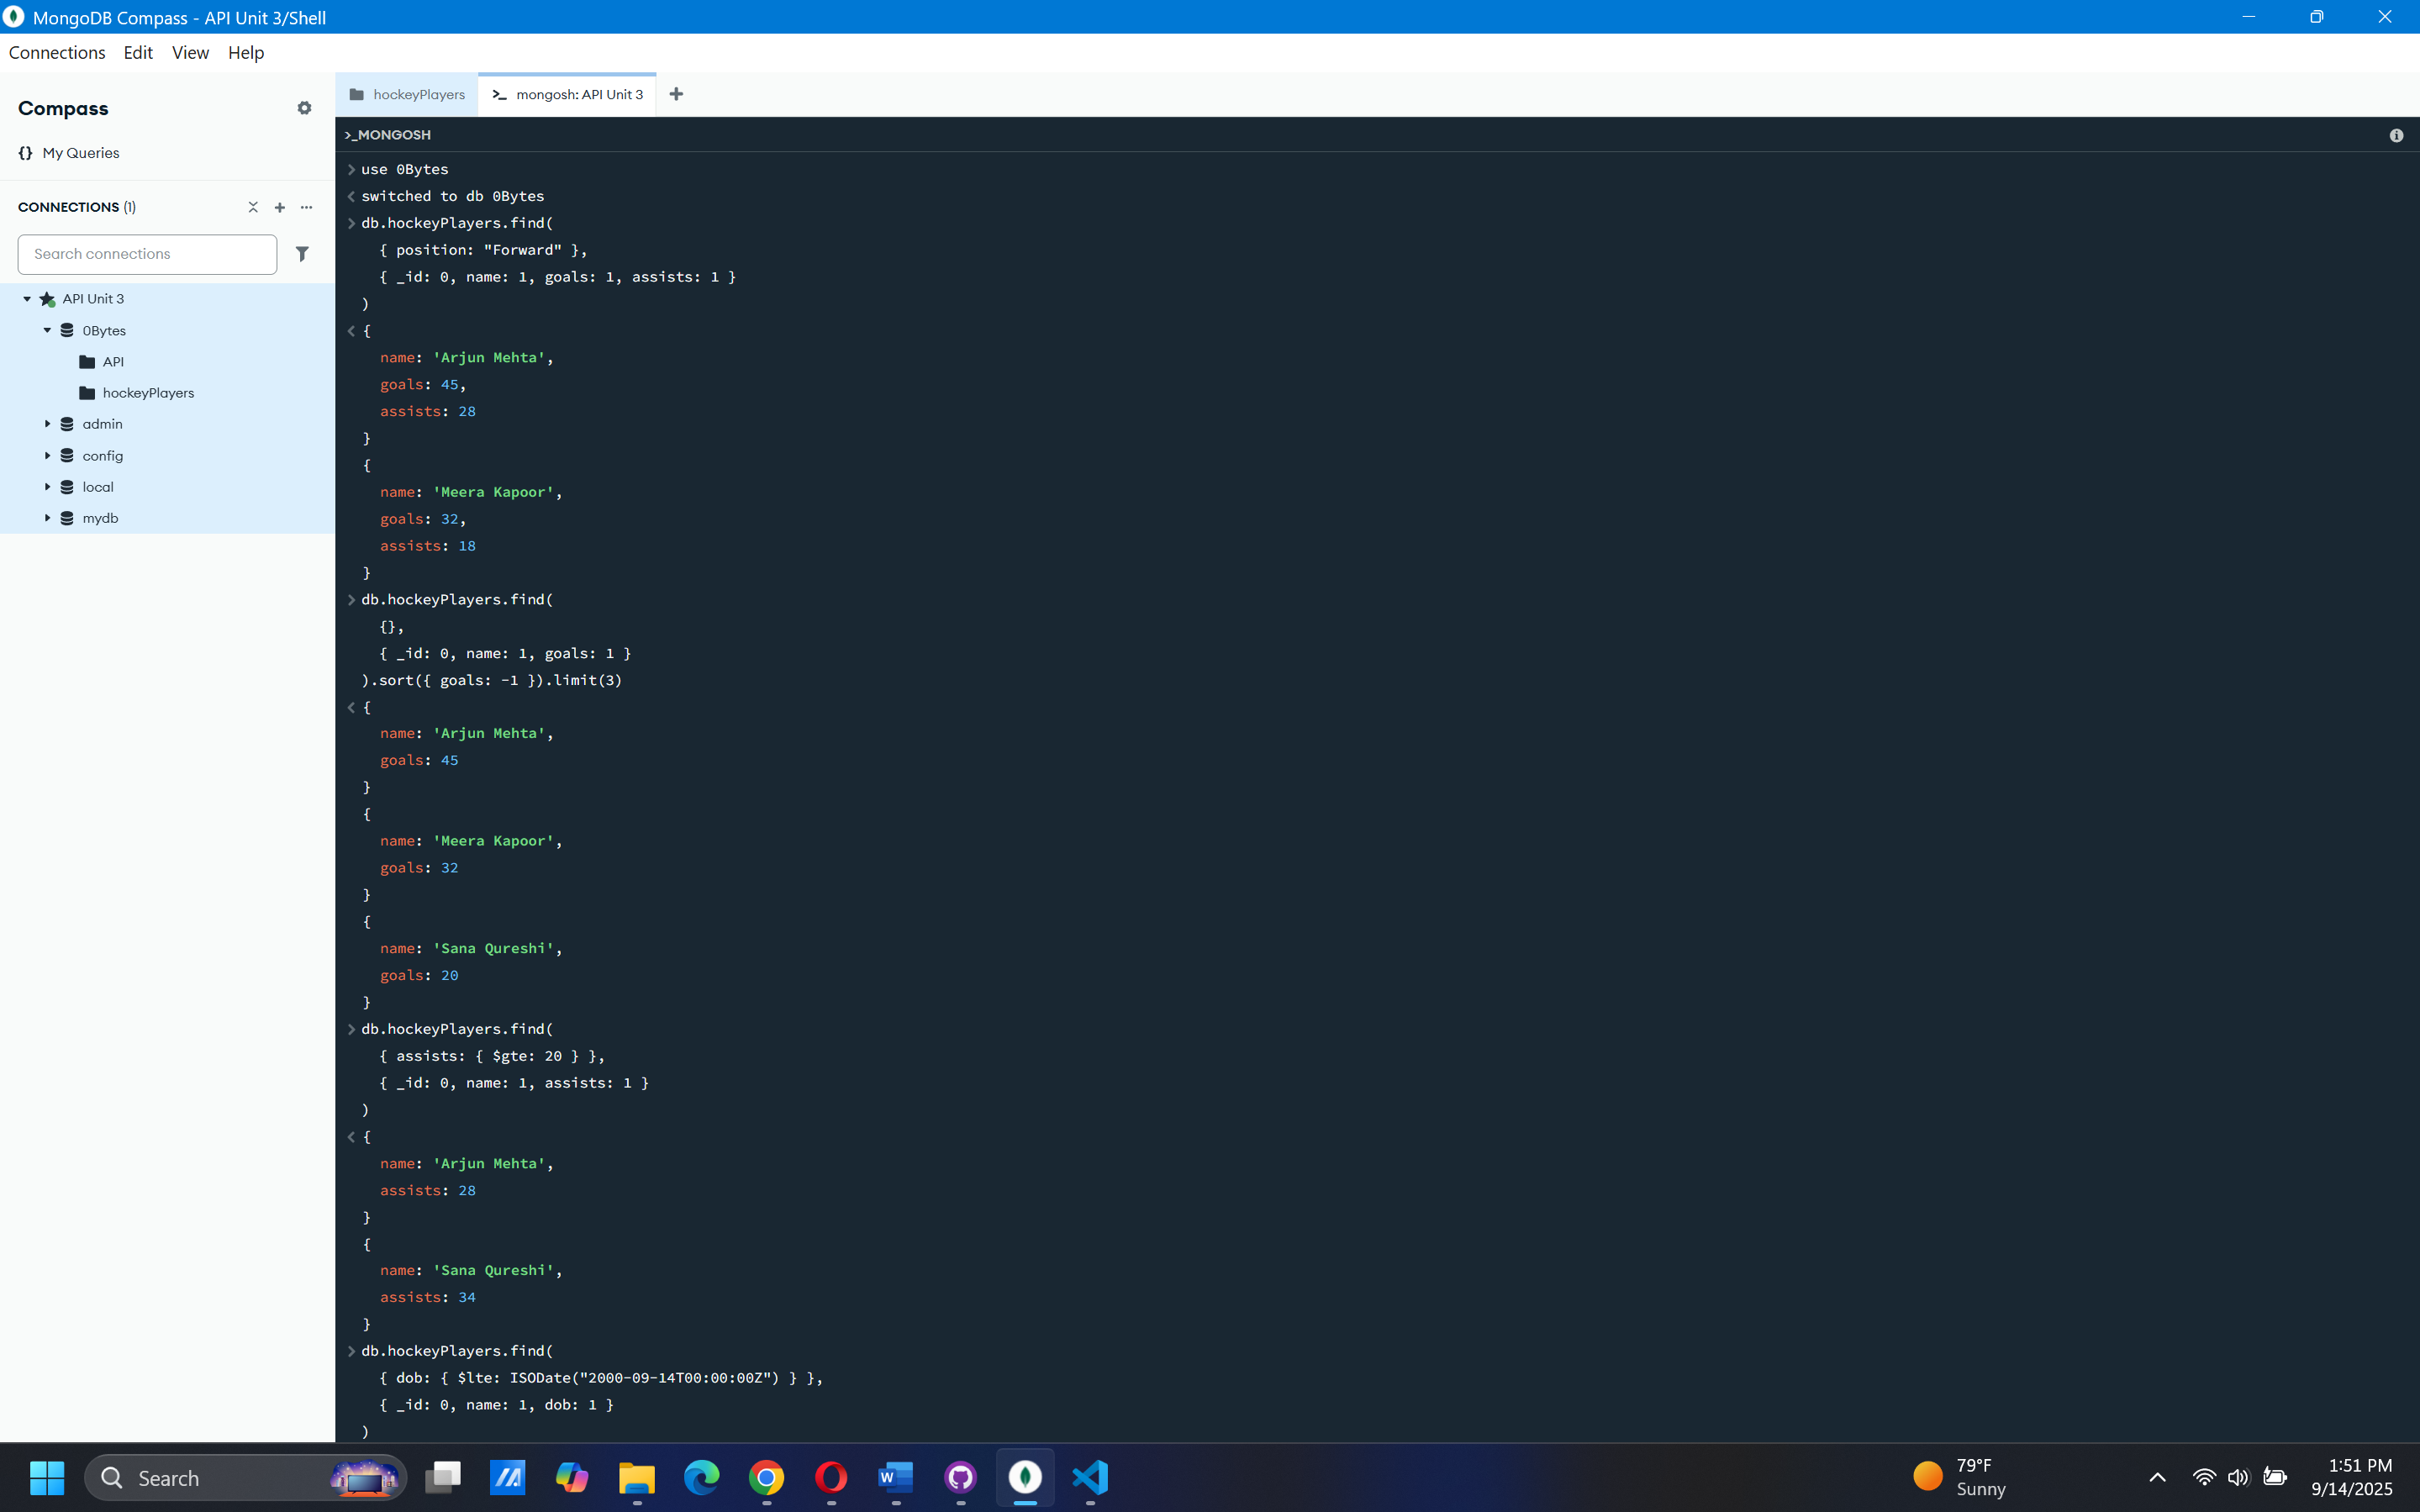 MongoDB Compass - API Unit 3/Shell
Connections Edit View Help
Compass
{} My Queries
CONNECTIONS (1)
Search connections
API Unit 3
0Bytes
API
hockeyPlayers
admin
config
local
mydb
hockeyPlayers
>_ mongosh: API Unit 3
>_MONGOSH
> use 0Bytes
< switched to db 0Bytes
> db.hockeyPlayers.find(
{ position: "Forward" },
{ _id: 0, name: 1, goals: 1, assists: 1 }
)
< {
name: 'Arjun Mehta',
goals: 45,
assists: 28
}
{
name: 'Meera Kapoor',
goals: 32,
assists: 18
}
> db.hockeyPlayers.find(
{},
{ _id: 0, name: 1, goals: 1 }
).sort({ goals: -1 }).limit(3)
< {
name: 'Arjun Mehta',
goals: 45
}
{
name: 'Meera Kapoor',
goals: 32
}
{
name: 'Sana Qureshi',
goals: 20
}
> db.hockeyPlayers.find(
{ assists: { $gte: 20 } },
{ _id: 0, name: 1, assists: 1 }
)
< {
name: 'Arjun Mehta',
assists: 28
}
{
name: 'Sana Qureshi',
assists: 34
}
> db.hockeyPlayers.find(
{ dob: { $lte: ISODate("2000-09-14T00:00:00Z") } },
{ _id: 0, name: 1, dob: 1 }
)
Search
79°F
Sunny
1:51 PM
9/14/2025